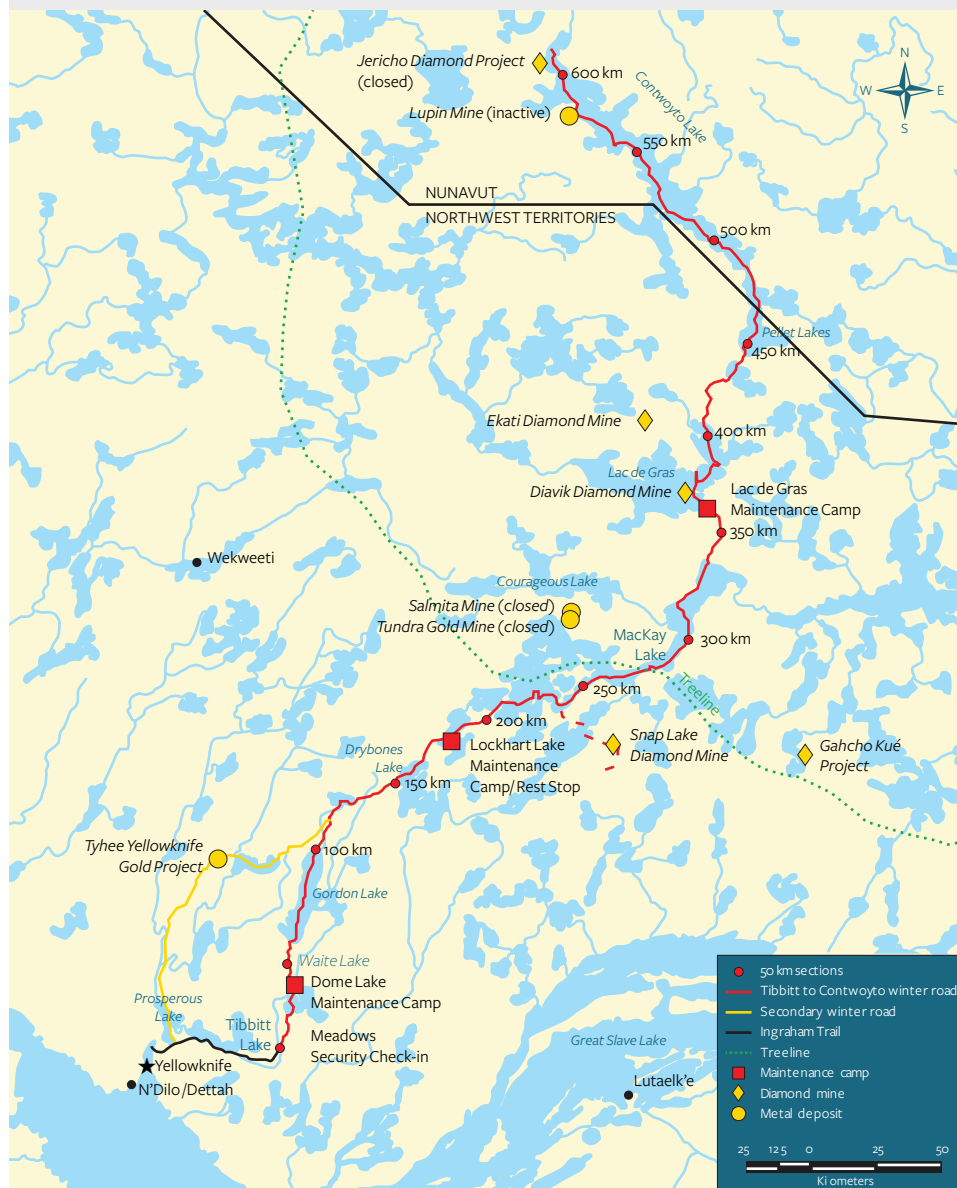 Jericho Diamond Project
(closed)
600 km
Contwoyto Lake
N
W
E
S
Lupin Mine (inactive)
550 km
NUNAVUT
NORTHWEST TERRITORIES
500 km
Pellet Lakes
450 km
Ekati Diamond Mine
400 km
Lac de Gras
Diavik Diamond Mine
Lac de Gras
Maintenance Camp
350 km
Wekweeti
Courageous Lake
Salmita Mine (closed)
Tundra Gold Mine (closed)
MacKay
Lake
300 km
Treeline
250 km
200 km
Snap Lake
Diamond Mine
Gahcho Kué
Project
Drybones
Lake
Lockhart Lake
Maintenance
Camp/Rest Stop
150 km
Tyhee Yellowknife
Gold Project
100 km
Gordon Lake
Waite Lake
Dome Lake
Maintenance Camp
Prosperous
Lake
Tibbitt
Lake
Meadows
Security Check-in
Great Slave Lake
Yellowknife
N'Dilo/Dettah
Lutaelk'e
50 km sections
Tibbitt to Contwoyto winter road
Secondary winter road
Ingraham Trail
Treeline
Maintenance camp
Diamond mine
Metal deposit
25 12 5 0 25 50
Ki ometers